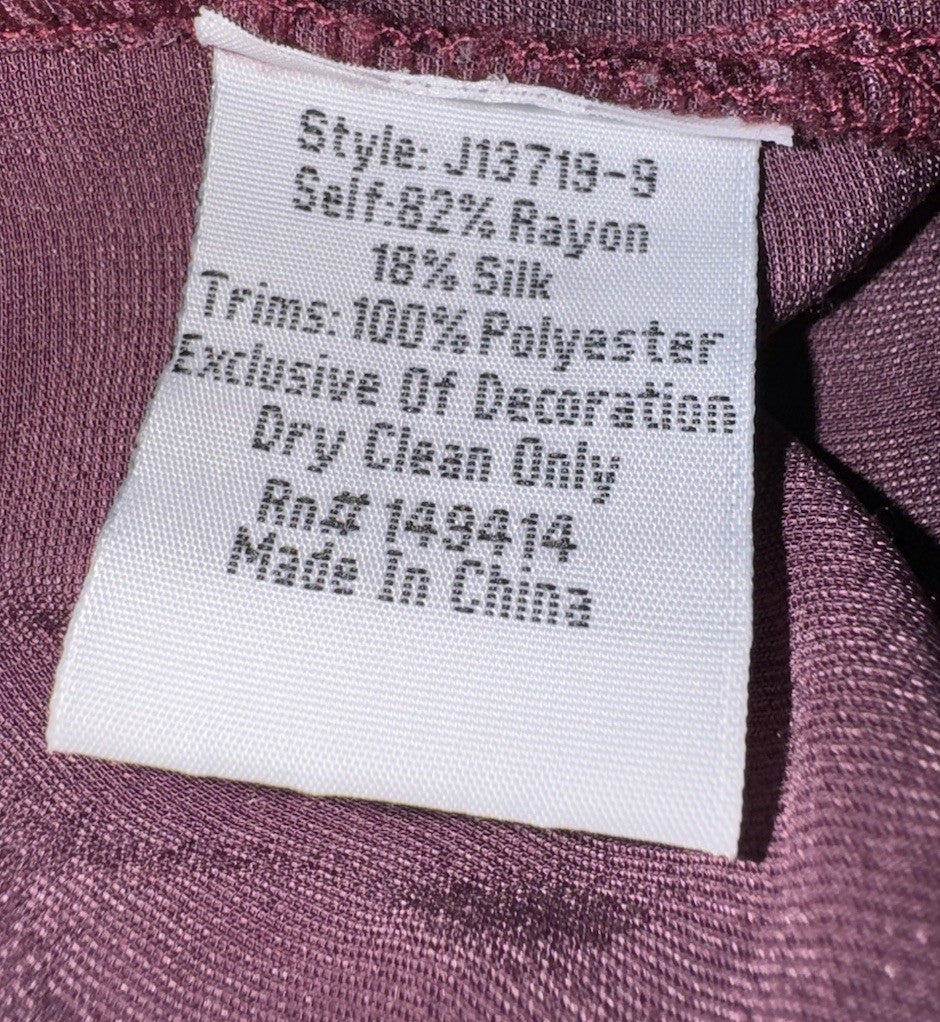 Style: J13719-9
Self:82% Rayon
18% Silk
Trims: 100% Polyester
Exclusive Of Decoration
Dry Clean Only
Rn# 149414
Made In China